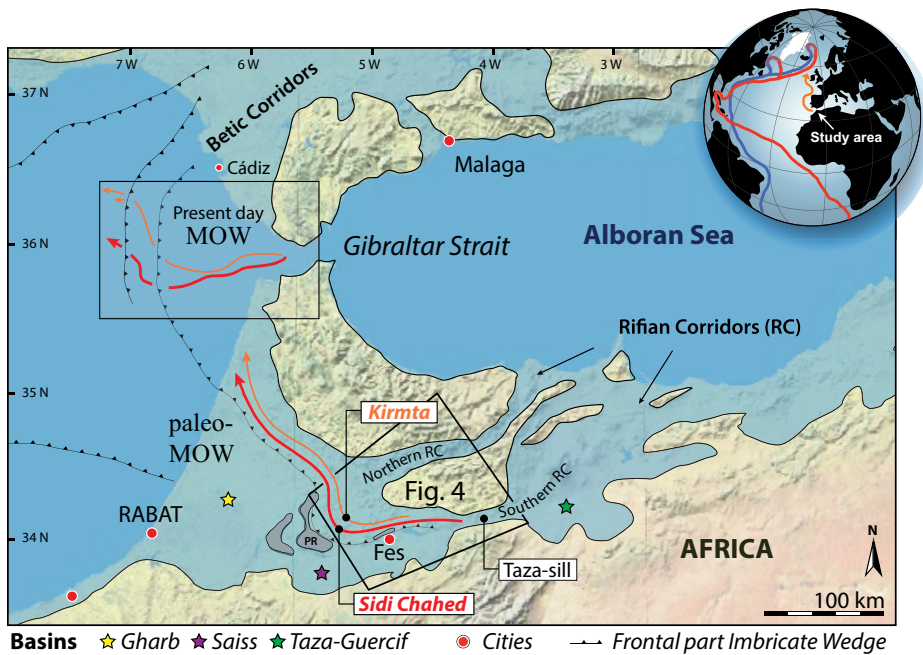 7 W
6 W
5 W
4 W
3 W
37 N
36 N
35 N
34 N
Study area
Betic Corridors
Cádiz
Malaga
Present day
MOW
Gibraltar Strait
Alboran Sea
Rifian Corridors (RC)
Kirmta
paleo-
MOW
Northern RC
Fig. 4
Southern RC
RABAT
PR
Fes
Taza-sill
AFRICA
N
Sidi Chahed
100 km
Basins Gharb Saiss Taza-Guercif Cities Frontal part Imbricate Wedge